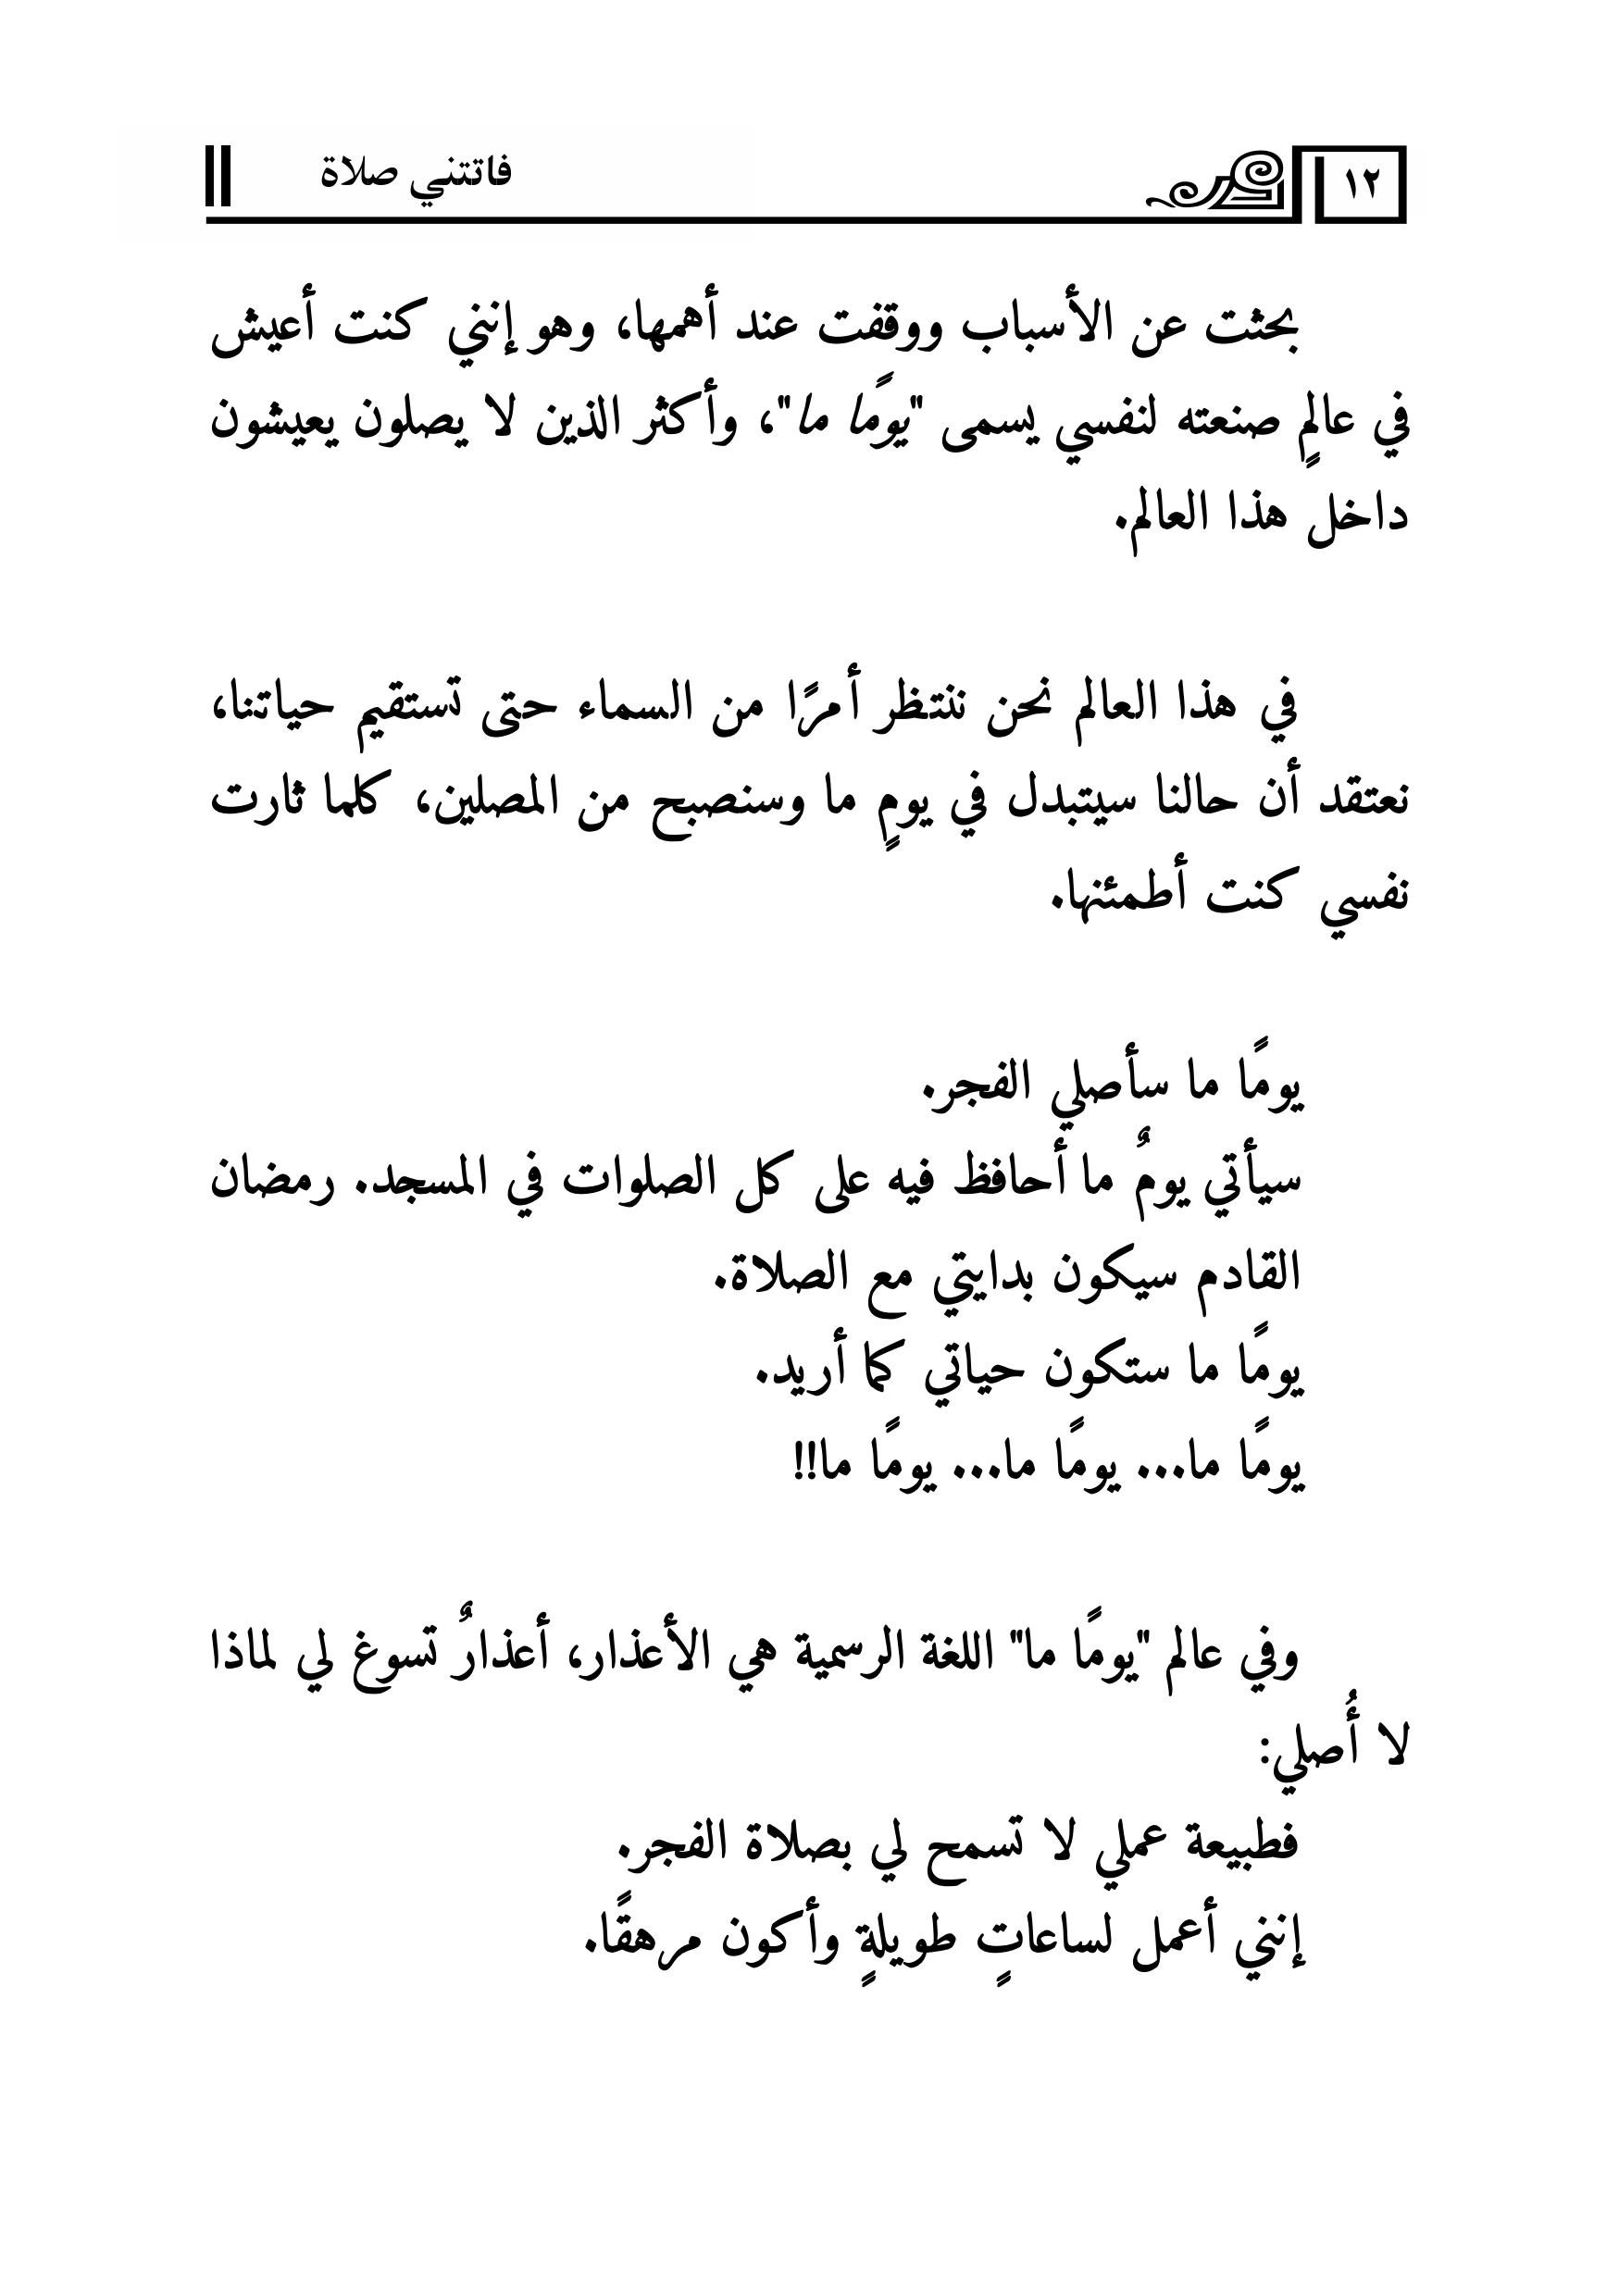 ١٢
فاتتني صلاة
بحثت عن الأسباب ووقفت عند أهمها، وهو إنني كنت أعيش
في عالمٍ صنعته لنفسي يسمى "يومًا ما"، وأكثر الذين لا يصلون يعيشون
داخل هذا العالم.
في هذا العالم نحن ننتظر أمرًا من السماء حتى تستقيم حياتنا،
نعتقد أن حالنا سيتبدل في يومٍ ما وسنصبح من المصلين، كلما ثارت
نفسي كنت أطمئنها.
يومًا ما سأصلي الفجر.
سيأتي يومٌ ما أحافظ فيه على كل الصلوات في المسجد. رمضان
القادم سيكون بدايتي مع الصلاة.
يومًا ما ستكون حياتي كما أريد.
يومًا ما... يومًا ما... يومًا ما!!
وفي عالم "يومًا ما" اللغة الرسمية هي الأعذار، أعذارٌ تسوغ لي لماذا
لا أُصلي:
فطبيعة عملي لا تسمح لي بصلاة الفجر.
إنني أعمل لساعاتٍ طويلةٍ وأكون مرهقًا.